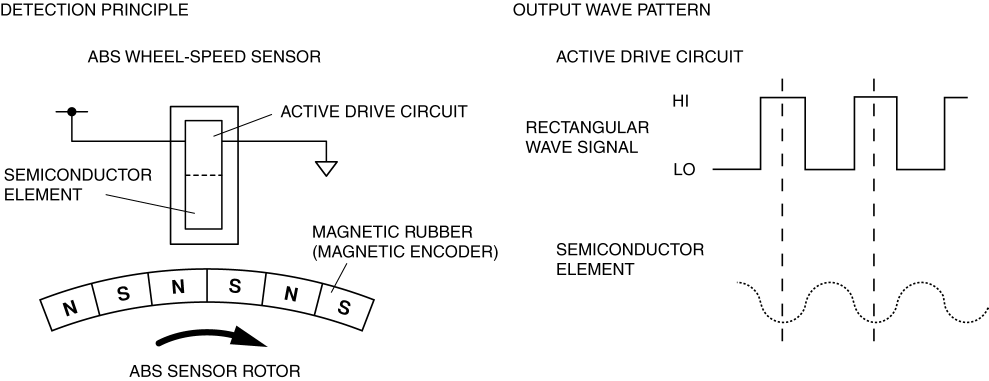 DETECTION PRINCIPLE
ABS WHEEL-SPEED SENSOR
ACTIVE DRIVE CIRCUIT
SEMICONDUCTOR
ELEMENT
MAGNETIC RUBBER
(MAGNETIC ENCODER)
N S N S N S
ABS SENSOR ROTOR
OUTPUT WAVE PATTERN
ACTIVE DRIVE CIRCUIT
HI
RECTANGULAR
WAVE SIGNAL
LO
SEMICONDUCTOR
ELEMENT